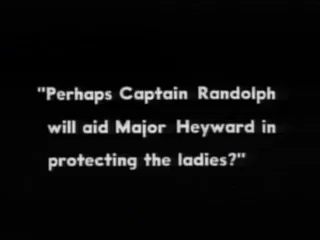 "Perhaps Captain Randolph
will aid Major Heyward in
protecting the ladies?"